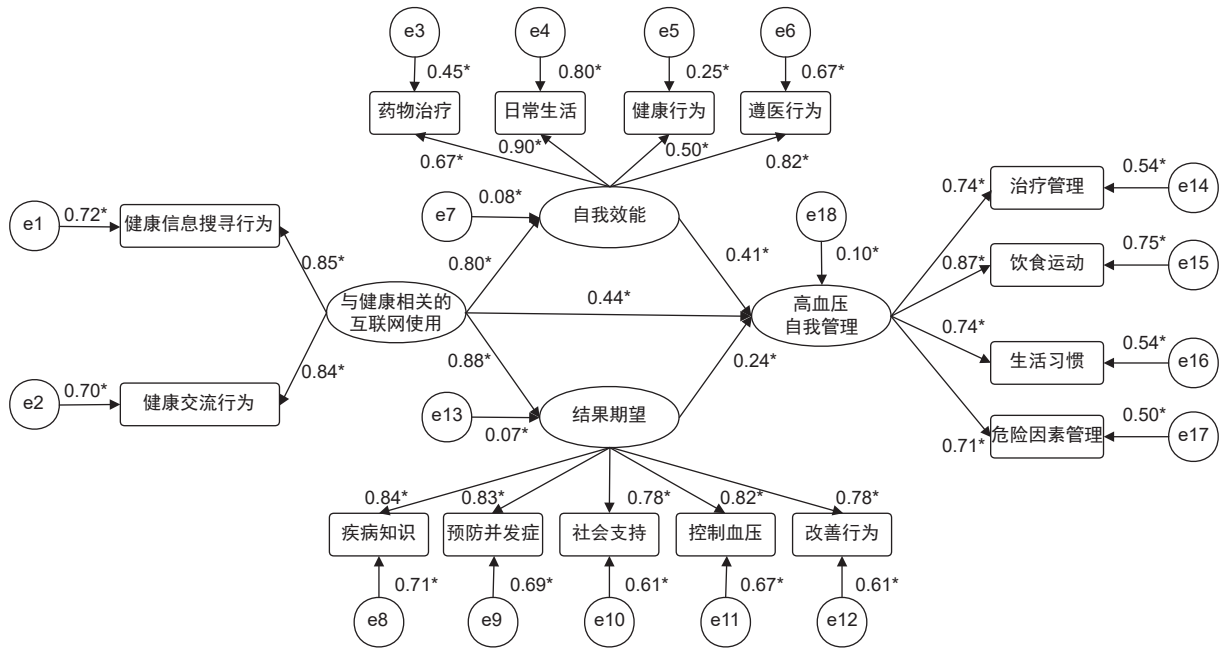 e3
e4
e5
e6
0.45*
0.80*
0.25*
0.67*
药物治疗
日常生活
健康行为
遵医行为
0.67*
0.90*
0.50*
0.82*
e1
0.72*
健康信息搜寻行为
e7
0.08*
自我效能
e18
0.10*
0.74*
治疗管理
0.54*
e14
0.85*
0.80*
0.41*
0.87*
饮食运动
0.75*
e15
与健康相关的
互联网使用
0.44*
高血压
自我管理
0.84*
0.88*
0.24*
0.74*
生活习惯
0.54*
e16
e2
0.70*
健康交流行为
e13
0.07*
结果期望
0.71*
危险因素管理
0.50*
e17
0.84*
0.83*
0.78*
0.82*
0.78*
疾病知识
预防并发症
社会支持
控制血压
改善行为
0.71*
0.69*
0.61*
0.67*
0.61*
e8
e9
e10
e11
e12